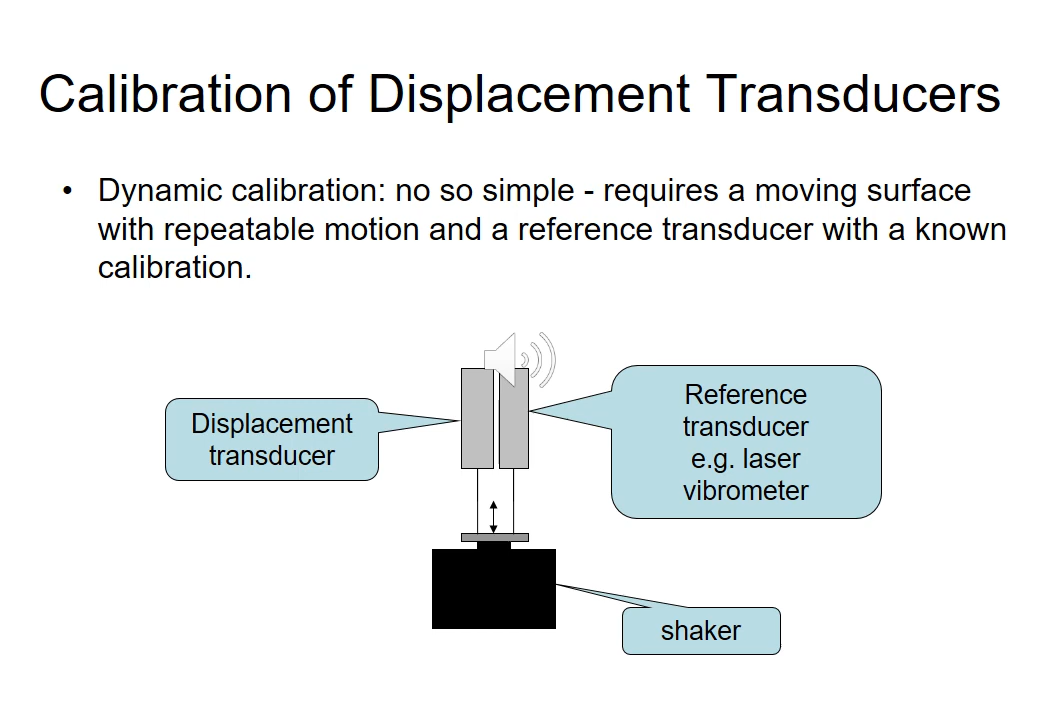 Calibration of Displacement Transducers
• Dynamic calibration: no so simple - requires a moving surface
with repeatable motion and a reference transducer with a known
calibration.
Displacement
transducer
Reference
transducer
e.g. laser
vibrometer
shaker